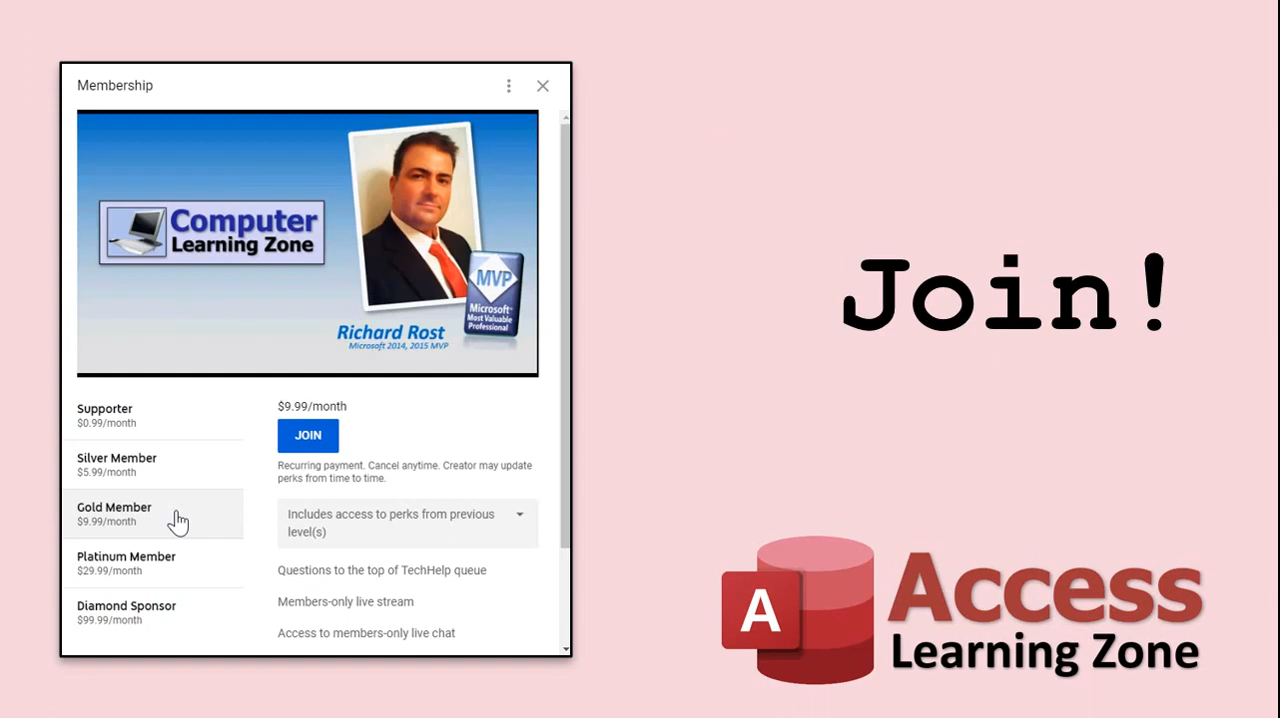 Membership
Computer
Learning Zone
MVP
Microsoft®
Most Valuable
Professional
Richard Rost
Microsoft 2014, 2015 MVP
Supporter
$0.99/month
Silver Member
$5.99/month
Gold Member
$9.99/month
Platinum Member
$29.99/month
Diamond Sponsor
$99.99/month
$9.99/month
JOIN
Recurring payment. Cancel anytime. Creator may update
perks from time to time.
Includes access to perks from previous
level(s)
Questions to the top of TechHelp queue
Members-only live stream
Access to members-only live chat
Join!
A
Access
Learning Zone